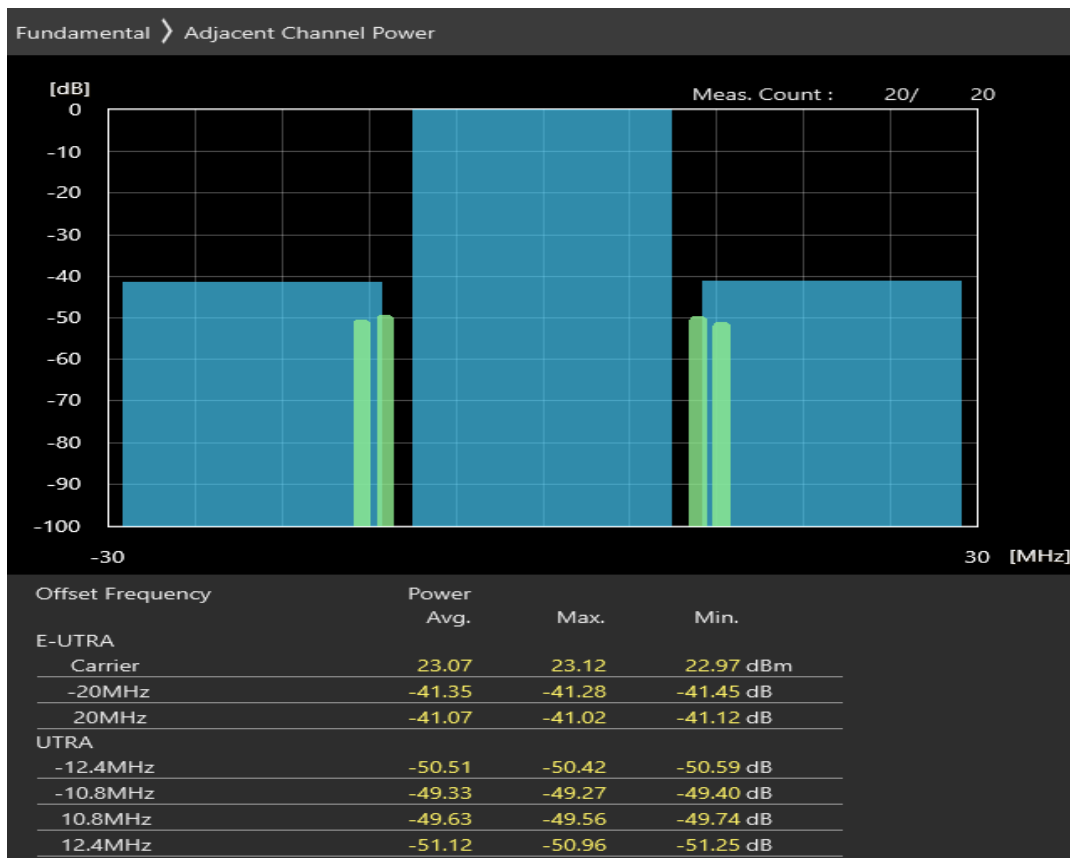 Fundamental 〉 Adjacent Channel Power
[dB]
Meas. Count : 20/ 20
0
-10
-20
-30
-40
-50
-60
-70
-80
-90
-100
-30 30 [MHz]
Offset Frequency Power
Avg. Max. Min.
E-UTRA
Carrier 23.07 23.12 22.97 dBm
-20MHz -41.35 -41.28 -41.45 dB
20MHz -41.07 -41.02 -41.12 dB
UTRA
-12.4MHz -50.51 -50.42 -50.59 dB
-10.8MHz -49.33 -49.27 -49.40 dB
10.8MHz -49.63 -49.56 -49.74 dB
12.4MHz -51.12 -50.96 -51.25 dB